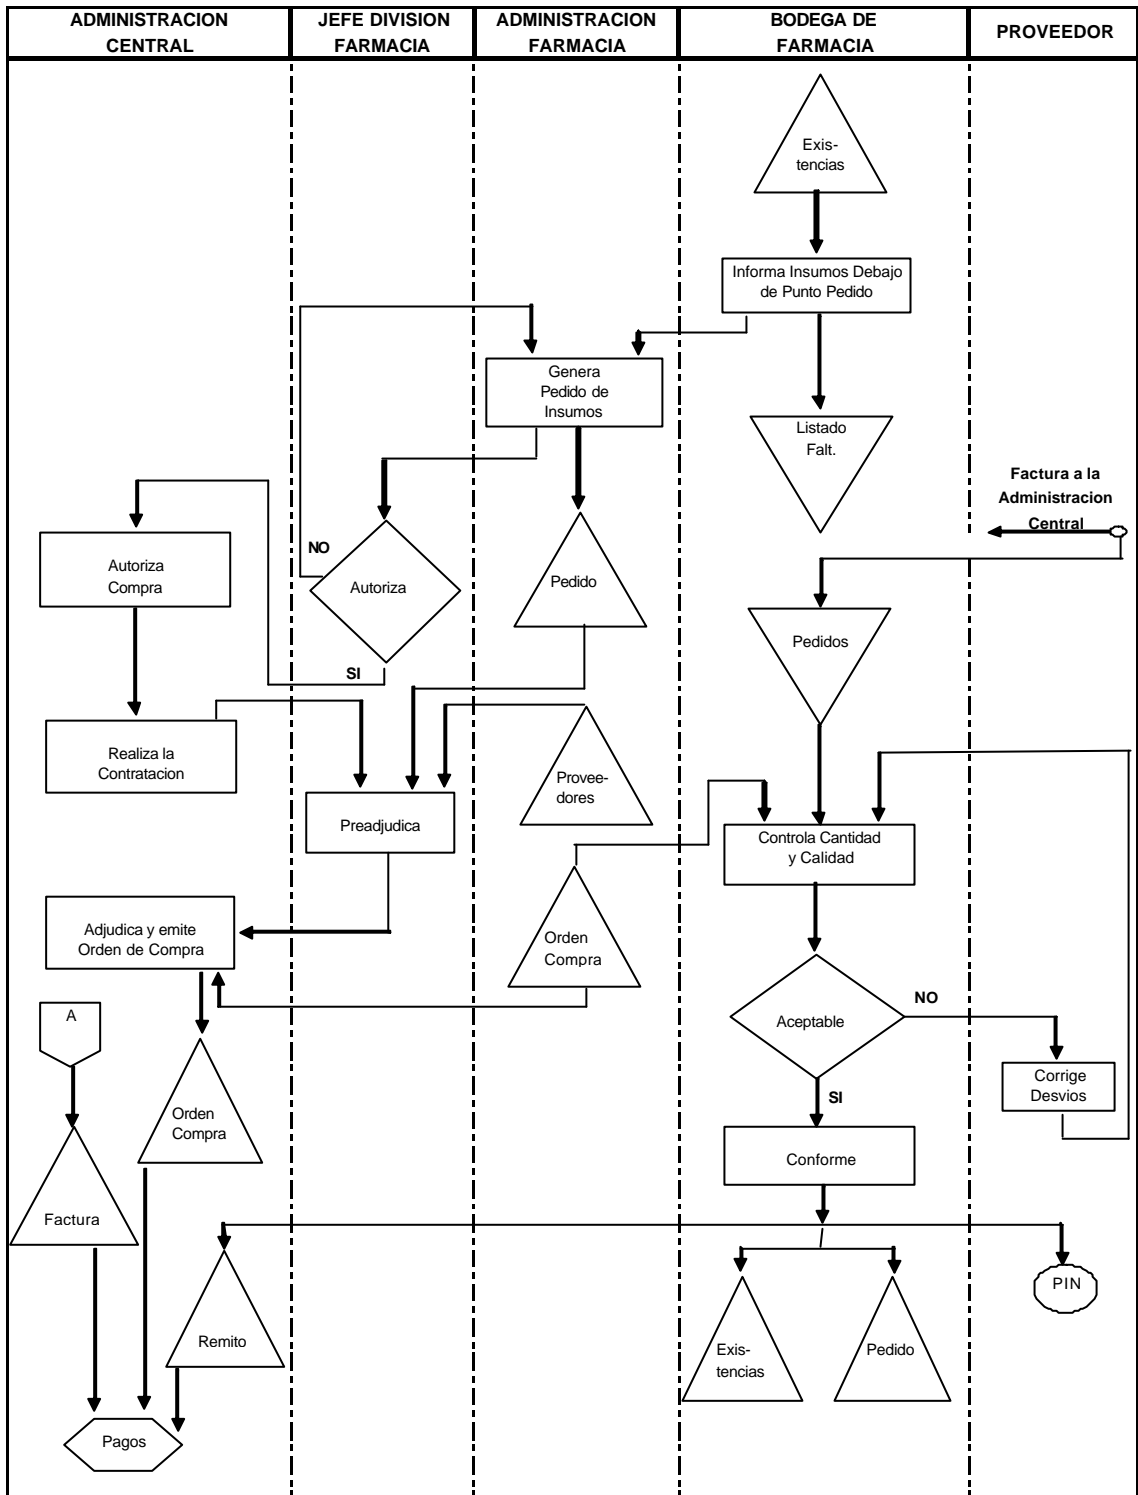 ADMINISTRACION
CENTRAL
JEFE DIVISION
FARMACIA
ADMINISTRACION
FARMACIA
BODEGA DE
FARMACIA
PROVEEDOR
Exis-
tencias
Informa Insumos Debajo
de Punto Pedido
Genera
Pedido de
Insumos
Listado
Falt.
Factura a la
Administracion
Central
Autoriza
Compra
NO
Autoriza
SI
Pedido
Pedidos
Realiza la
Contratacion
Preadjudica
Provee-
dores
Controla Cantidad
y Calidad
Adjudica y emite
Orden de Compra
Orden
Compra
A
Aceptable
NO
SI
Corrige
Desvios
Orden
Compra
Conforme
Factura
Remito
Exis-
tencias
Pedido
PIN
Pagos